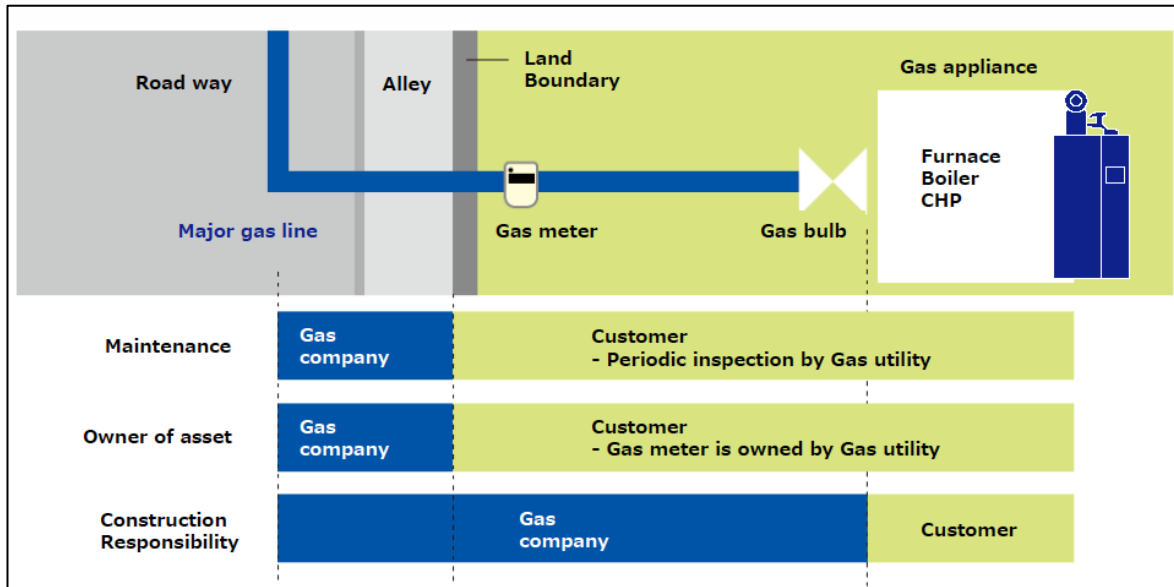 Road way
Alley
Land
Boundary
Gas appliance
Furnace
Boiler
CHP
Major gas line
Gas meter
Gas bulb
Maintenance
Gas
company
Customer
- Periodic inspection by Gas utility
Owner of asset
Gas
company
Customer
- Gas meter is owned by Gas utility
Construction
Responsibility
Gas
company
Customer